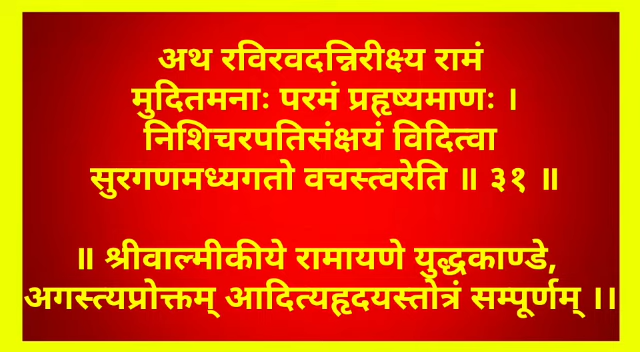 अथ रविरवदन्निरीक्ष्य रामं
मुदितमनाः परमं प्रहृष्यमाणः ।
निशिचरपतिसंक्षयं विदित्वा
सुरगणमध्यगतो वचस्त्वरेति ॥ ३१ ॥
॥ श्रीवाल्मीकीये रामायणे युद्धकाण्डे,
अगस्त्यप्रोक्तम् आदित्यहृदयस्तोत्रं सम्पूर्णम् ।।